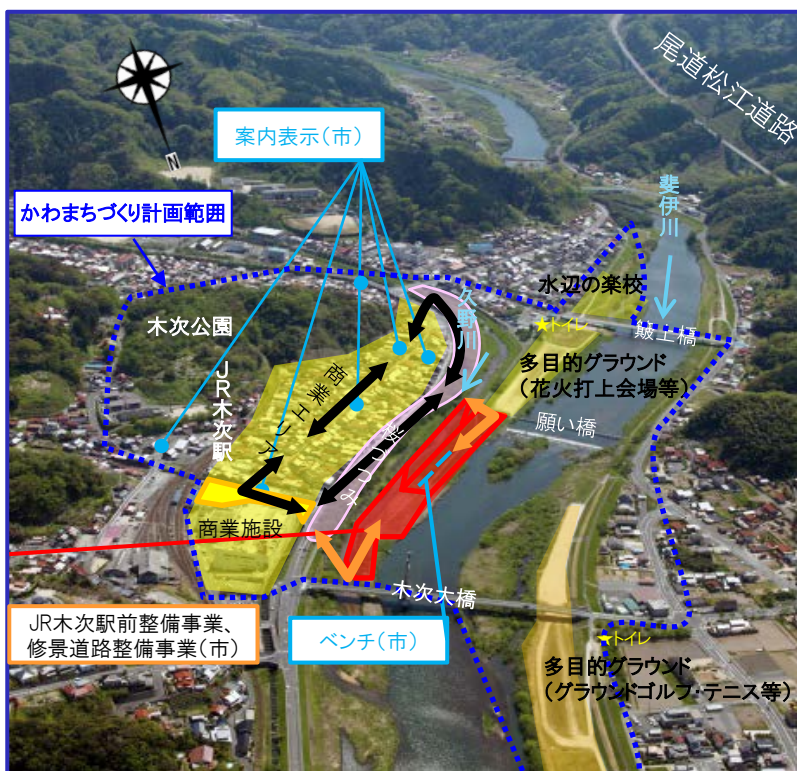 尾道松江道路
案内表示(市)
N
かわまちづくり計画範囲
斐伊川
水辺の楽校
久野川
木次公園
★トイレ
簸上橋
多目的グラウンド
(花火打上会場等)
JR木次駅
商業エリア
願い橋
桜づつみ
商業施設
木次大橋
JR木次駅前整備事業、
修景道路整備事業(市)
ベンチ(市)
★トイレ
多目的グラウンド
(グラウンドゴルフ・テニス等)